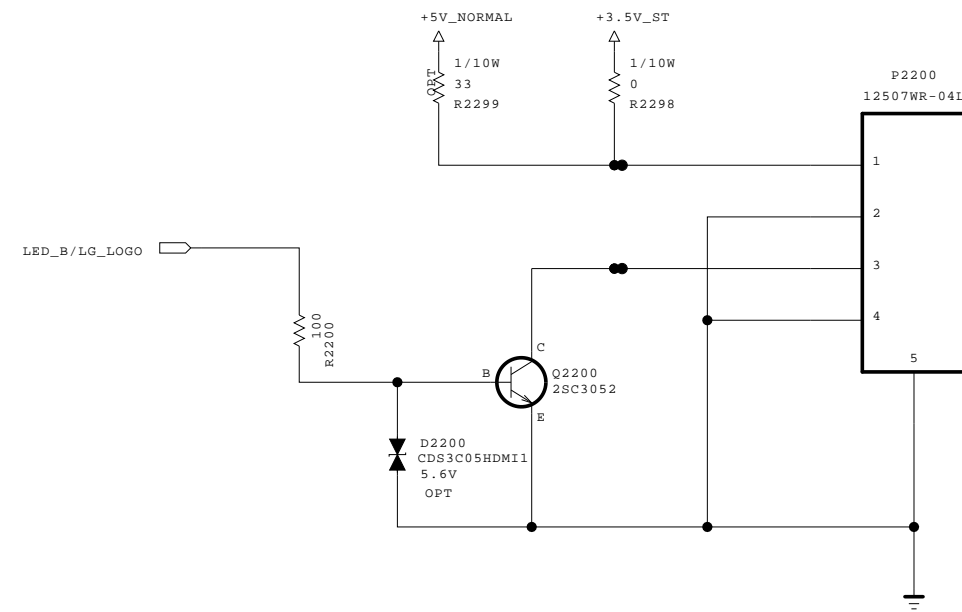 +5V_NORMAL
+3.5V_ST
1/10W
33
R2299
OPT
1/10W
0
R2298
P2200
12507WR-04L
1
2
3
4
5
LED_B/LG_LOGO
100
R2200
C
B
E
Q2200
2SC3052
D2200
CDS3C05HDMI1
5.6V
OPT